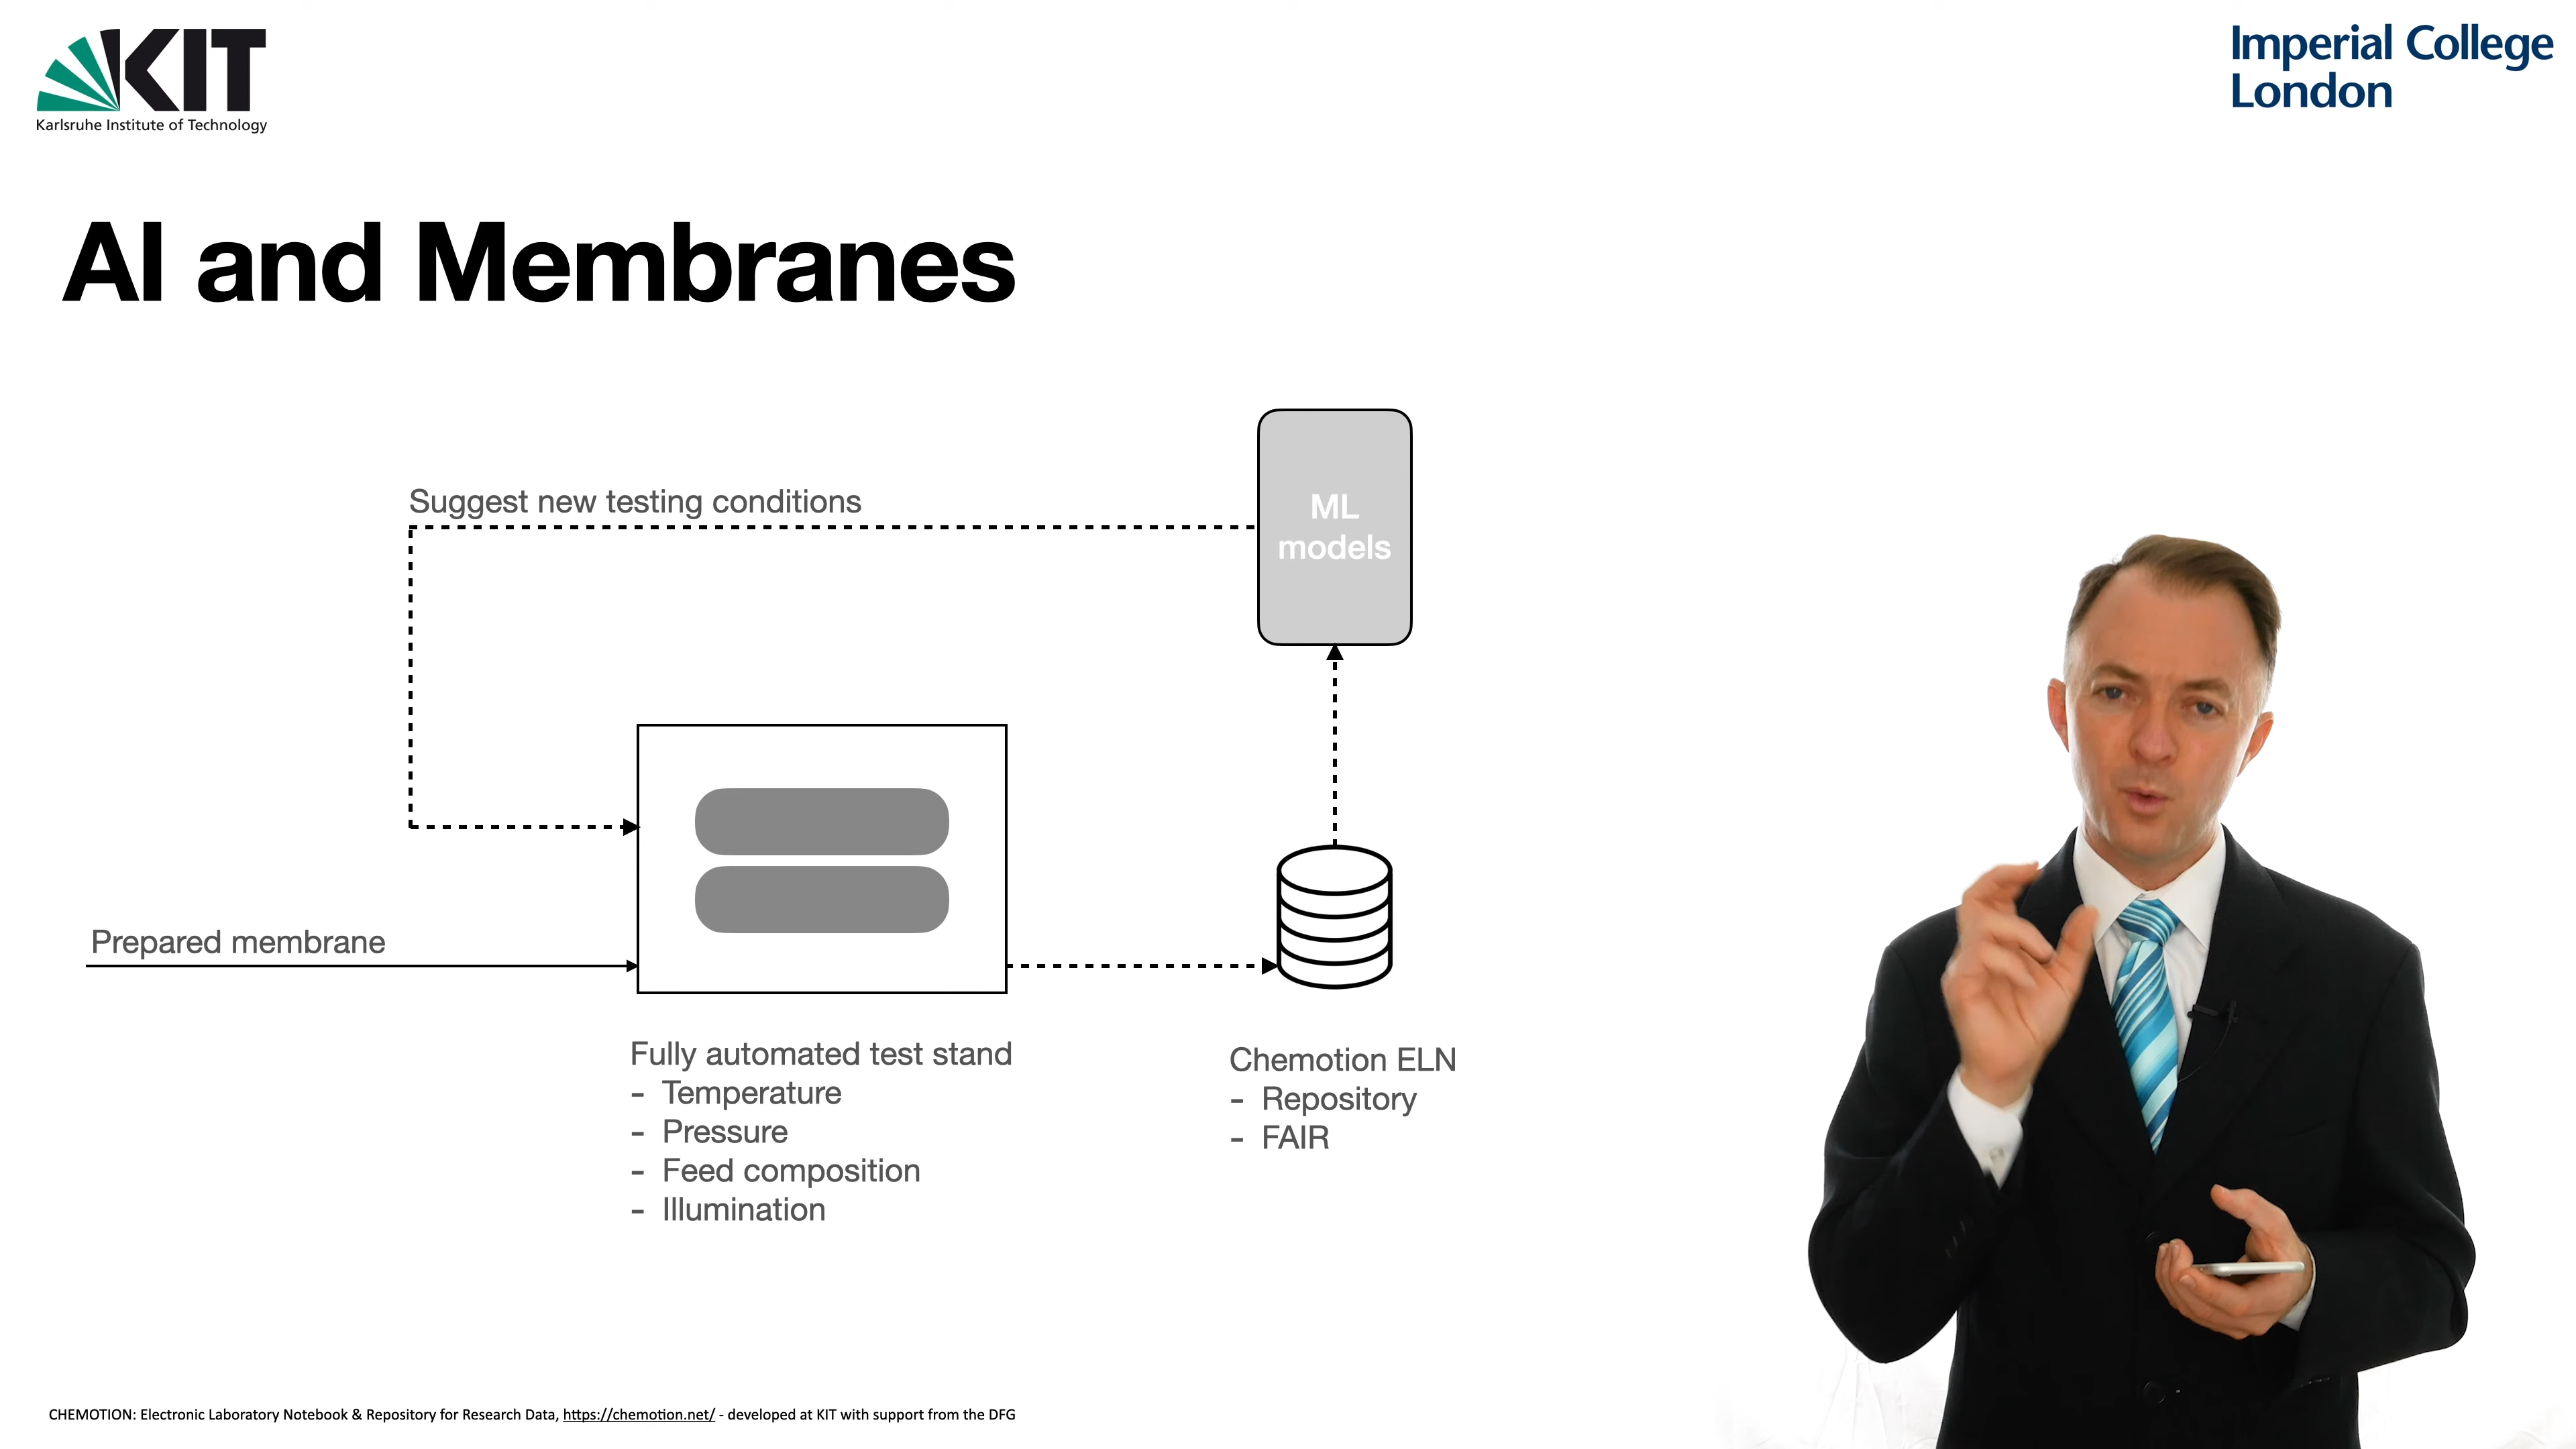 KIT
Karlsruhe Institute of Technology
Imperial College
London
AI and Membranes
Suggest new testing conditions
ML
models
Prepared membrane
Fully automated test stand
- Temperature
- Pressure
- Feed composition
- Illumination
Chemotion ELN
- Repository
- FAIR
CHEMOTION: Electronic Laboratory Notebook & Repository for Research Data, https://chemotion.net/ - developed at KIT with support from the DFG